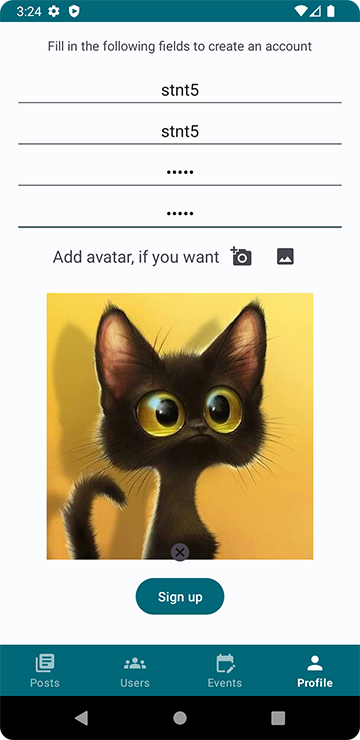 3:24
Fill in the following fields to create an account
stnt5
stnt5
•••••
•••••
Add avatar, if you want
Sign up
Posts
Users
Events
Profile